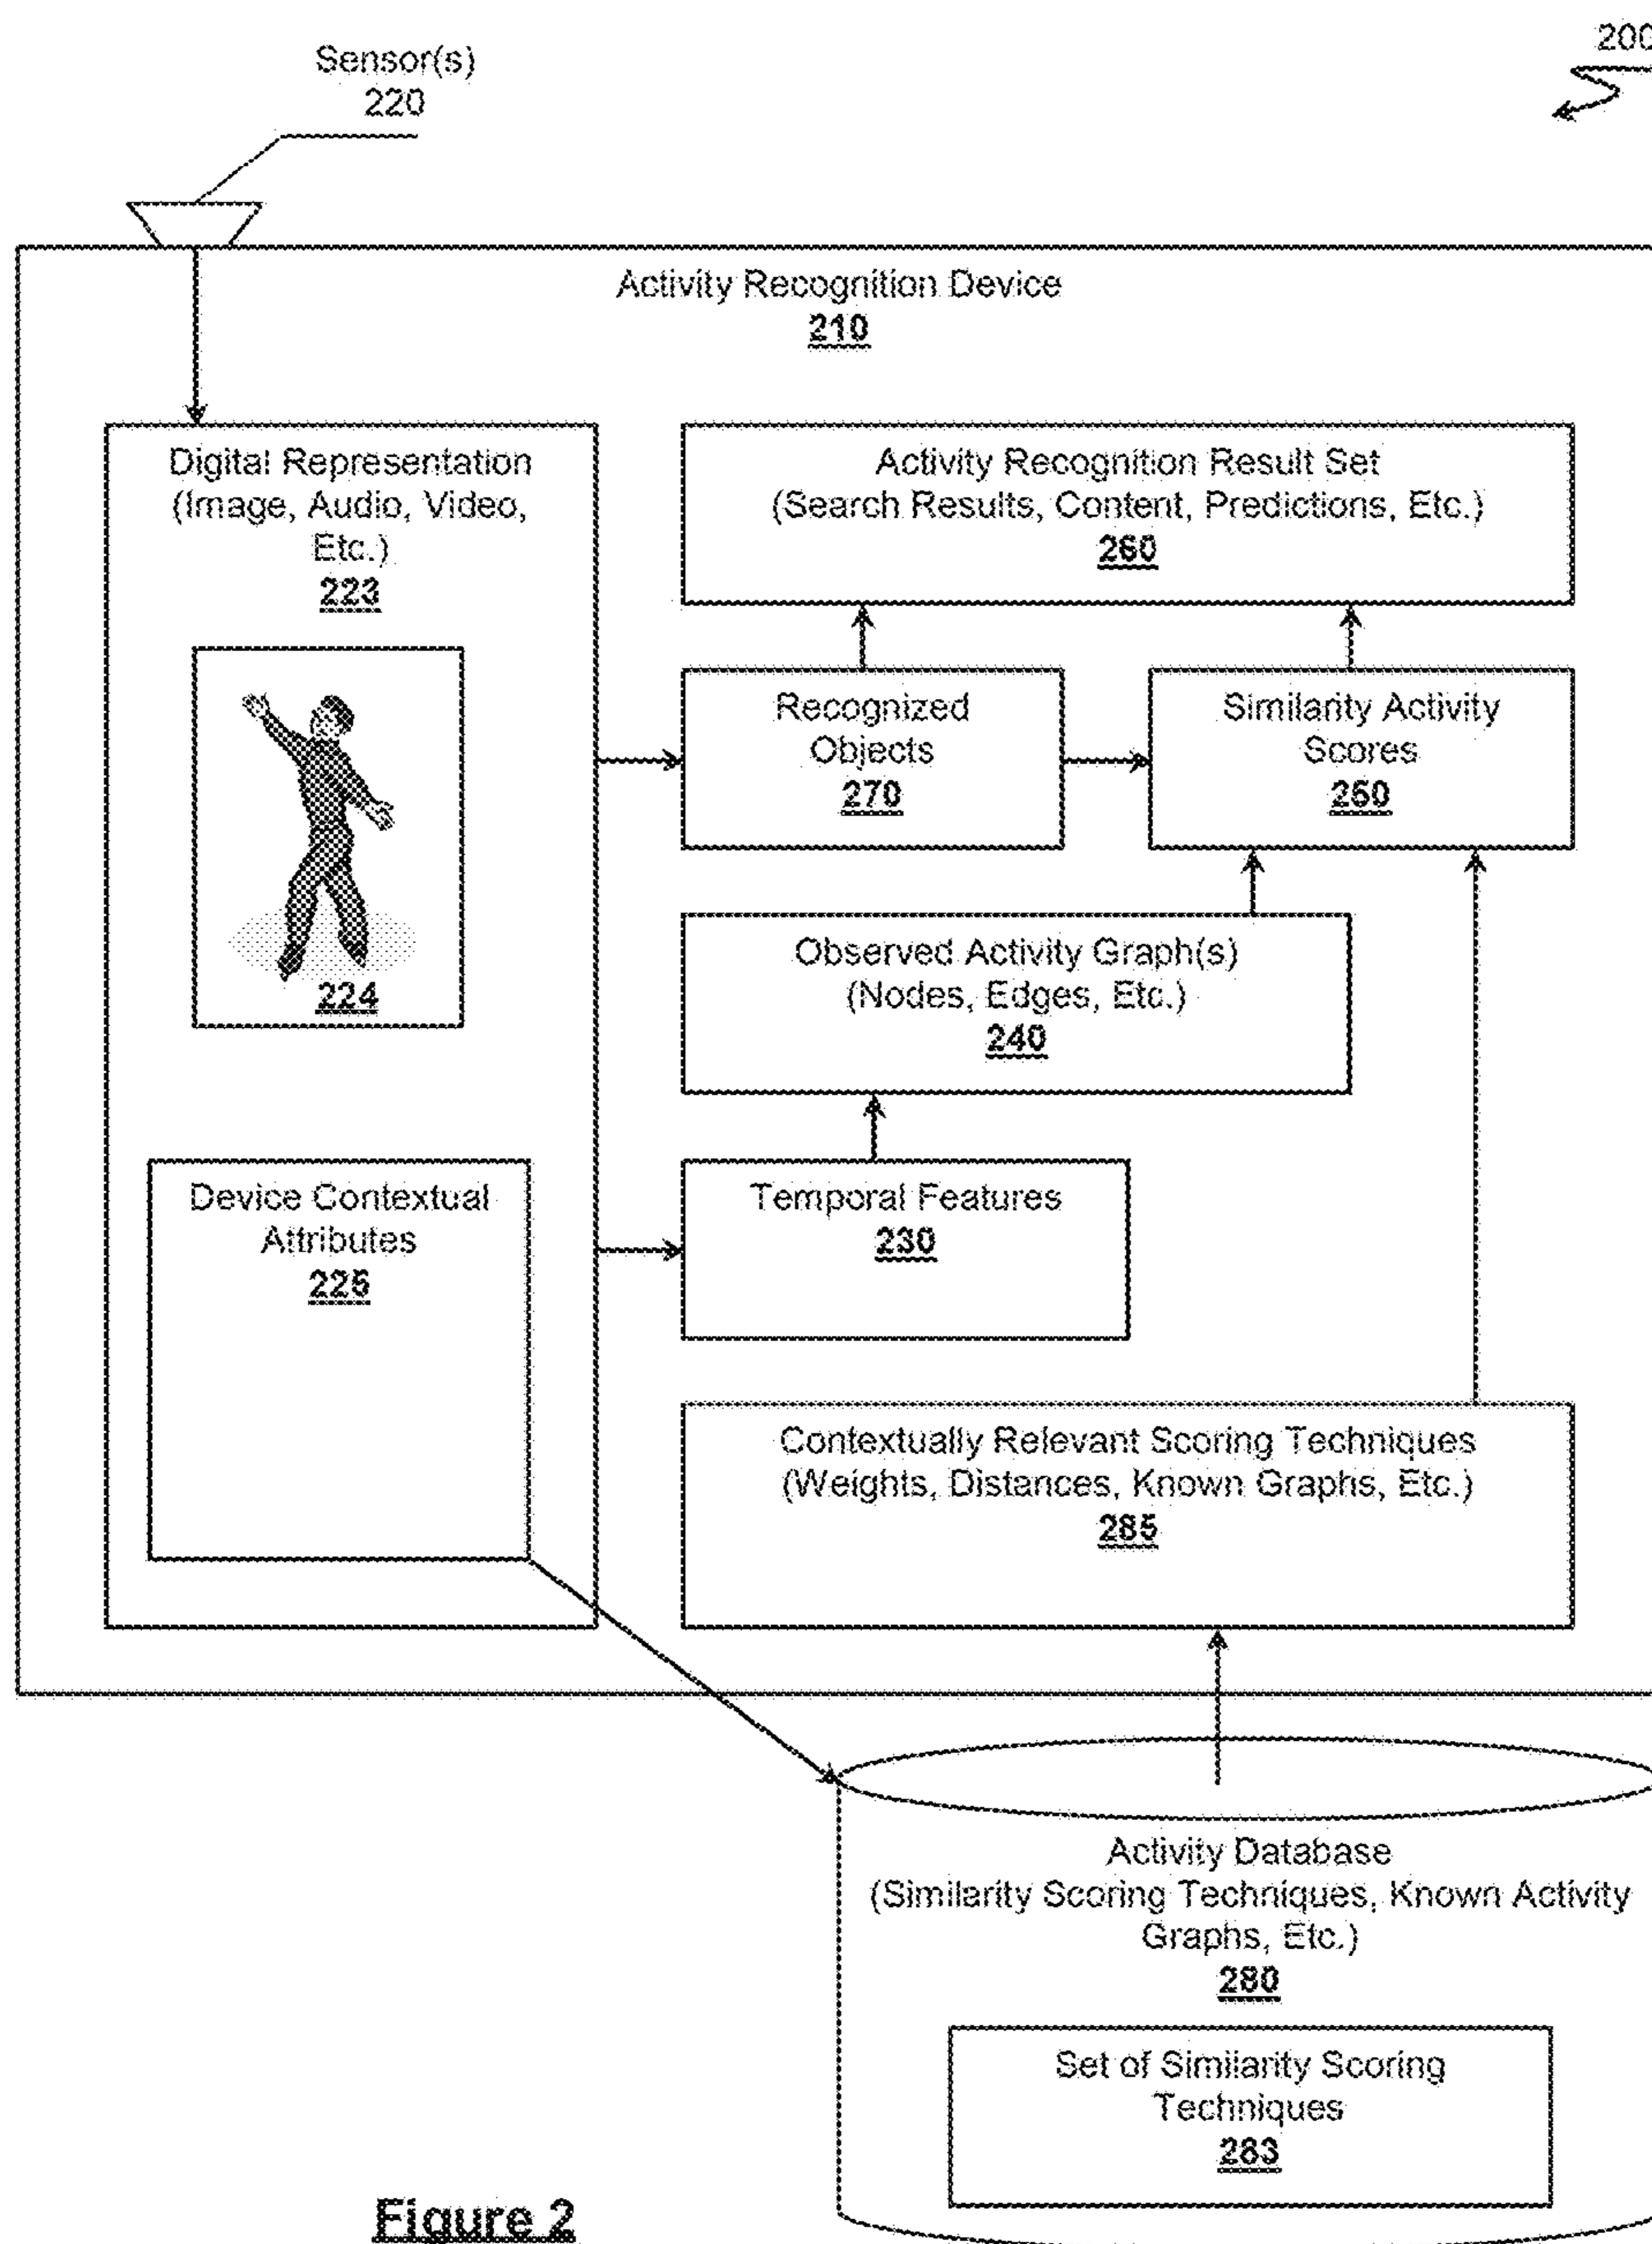 200
Sensor(s)
220
Activity Recognition Device
210
Digital Representation
(Image, Audio, Video,
Etc.)
223
Activity Recognition Result Set
(Search Results, Content, Predictions, Etc.)
260
Recognized
Objects
270
Similarity Activity
Scores
250
224
Observed Activity Graph(s)
(Nodes, Edges, Etc.)
240
Device Contextual
Attributes
225
Temporal Features
230
Contextually Relevant Scoring Techniques
(Weights, Distances, Known Graphs, Etc.)
285
Activity Database
(Similarity Scoring Techniques, Known Activity
Graphs, Etc.)
280
Set of Similarity Scoring
Techniques
283
Figure 2